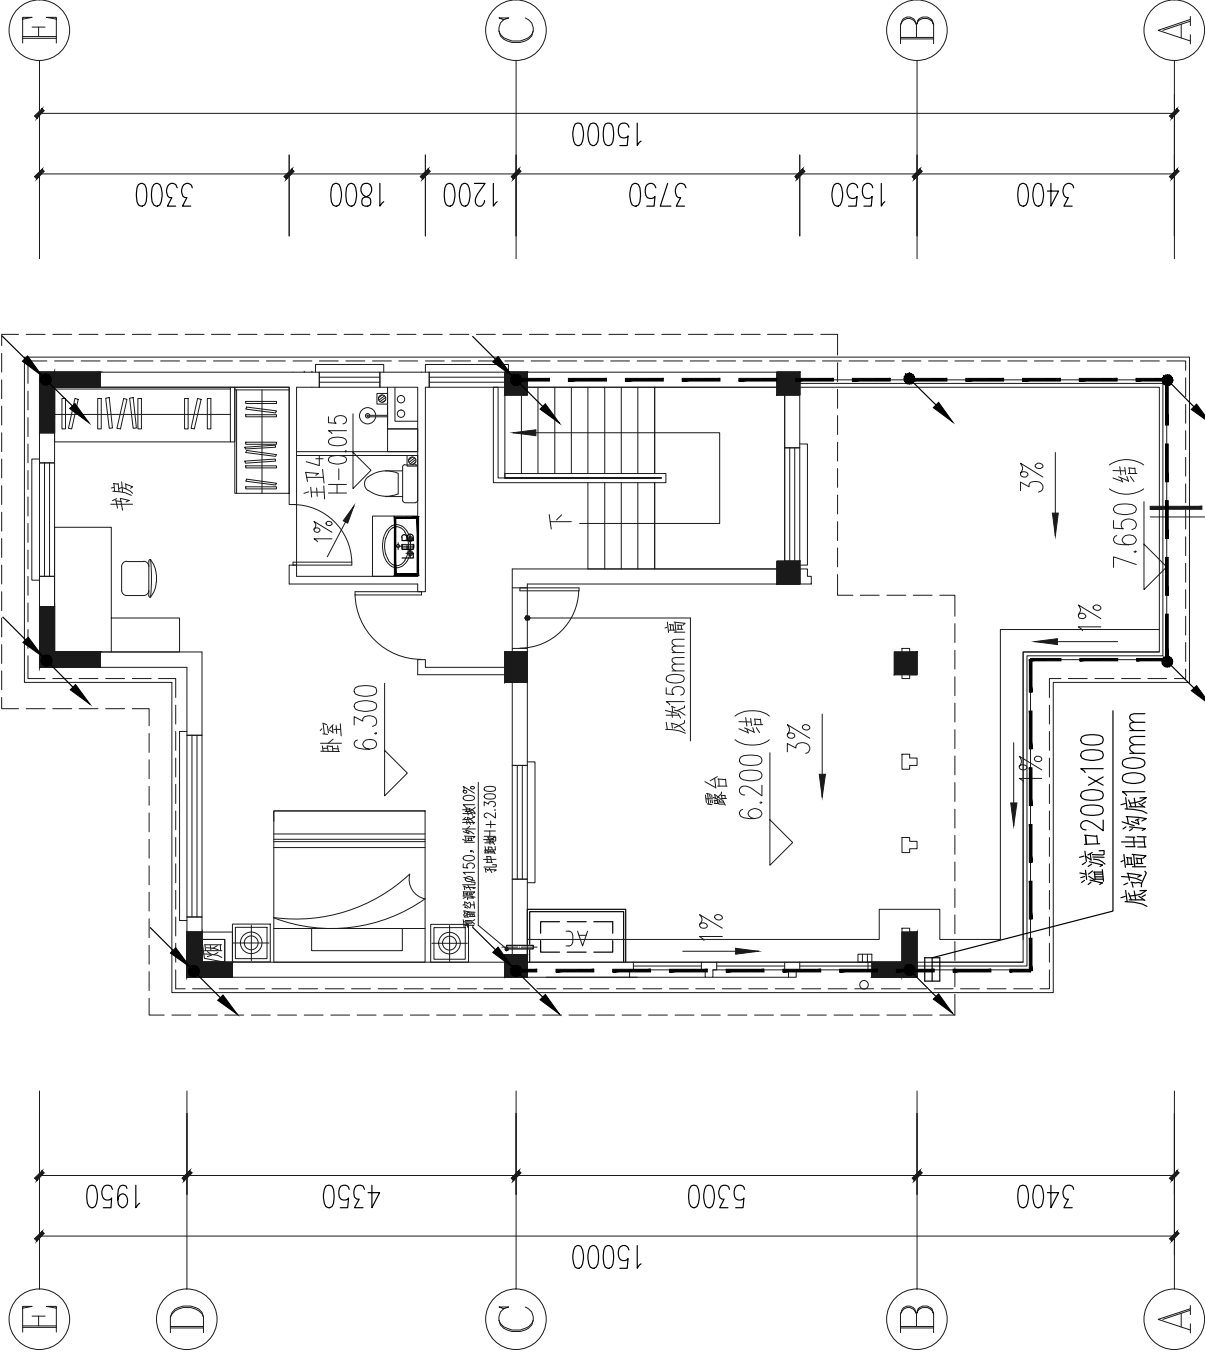 E
C
B
A
15000
3300
1800
1200
3750
1550
3400
书房
主卫4
H-0.015
1%
下
3%
7.650(结)
1%
反坎150mm高
卧室
6.300
露台
6.200(结)
3%
1%
溢流口200x100
底边高出沟底100mm
预留空调孔Ø150，向外找坡10%
孔中距地H+2.300
烟
AC
1%
1950
4350
5300
3400
15000
E
D
C
B
A